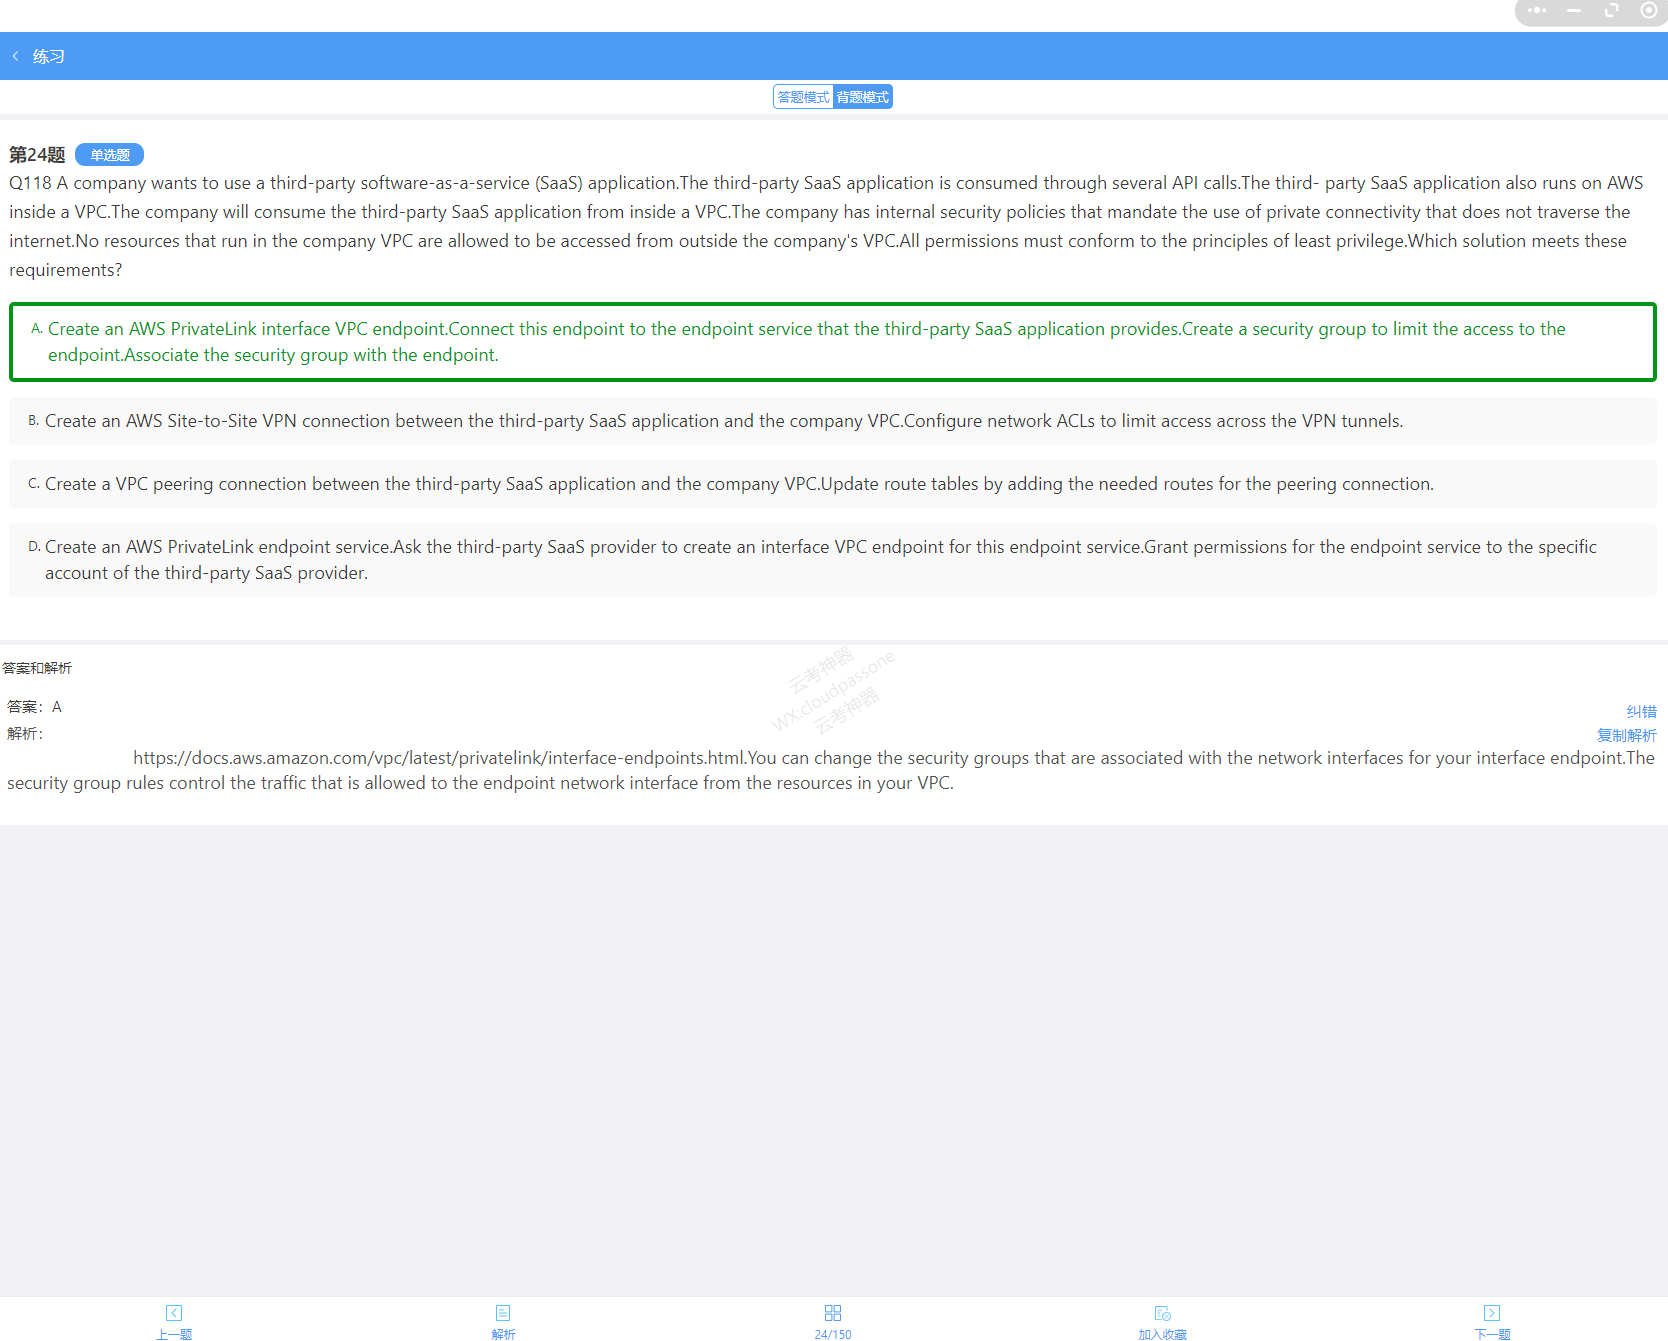 练习
答题模式 背题模式
第24题 单选题
Q118 A company wants to use a third-party software-as-a-service (SaaS) application.The third-party SaaS application is consumed through several API calls.The third- party SaaS application also runs on AWS
inside a VPC.The company will consume the third-party SaaS application from inside a VPC.The company has internal security policies that mandate the use of private connectivity that does not traverse the
internet.No resources that run in the company VPC are allowed to be accessed from outside the company's VPC.All permissions must conform to the principles of least privilege.Which solution meets these
requirements?
A. Create an AWS PrivateLink interface VPC endpoint.Connect this endpoint to the endpoint service that the third-party SaaS application provides.Create a security group to limit the access to the
endpoint.Associate the security group with the endpoint.
B. Create an AWS Site-to-Site VPN connection between the third-party SaaS application and the company VPC.Configure network ACLs to limit access across the VPN tunnels.
C. Create a VPC peering connection between the third-party SaaS application and the company VPC.Update route tables by adding the needed routes for the peering connection.
D. Create an AWS PrivateLink endpoint service.Ask the third-party SaaS provider to create an interface VPC endpoint for this endpoint service.Grant permissions for the endpoint service to the specific
account of the third-party SaaS provider.
答案和解析
云考神器
WX:cloudpassone
云考神器
答案：A
纠错
解析：
复制解析
https://docs.aws.amazon.com/vpc/latest/privatelink/interface-endpoints.html.You can change the security groups that are associated with the network interfaces for your interface endpoint.The
security group rules control the traffic that is allowed to the endpoint network interface from the resources in your VPC.
上一题 解析 24/150 加入收藏 下一题